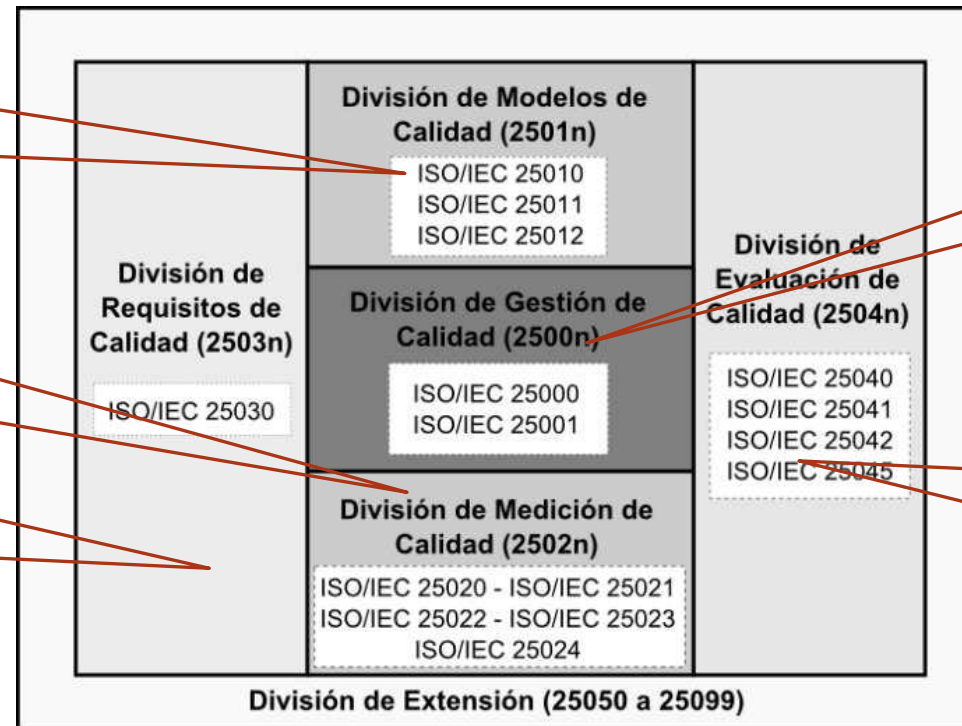 División de Modelos de
Calidad (2501n)
ISO/IEC 25010
ISO/IEC 25011
ISO/IEC 25012
División de
Requisitos de
Calidad (2503n)
ISO/IEC 25030
División de Gestión de
Calidad (2500n)
ISO/IEC 25000
ISO/IEC 25001
División de
Evaluación de
Calidad (2504n)
ISO/IEC 25040
ISO/IEC 25041
ISO/IEC 25042
ISO/IEC 25045
División de Medición de
Calidad (2502n)
ISO/IEC 25020 - ISO/IEC 25021
ISO/IEC 25022 - ISO/IEC 25023
ISO/IEC 25024
División de Extensión (25050 a 25099)